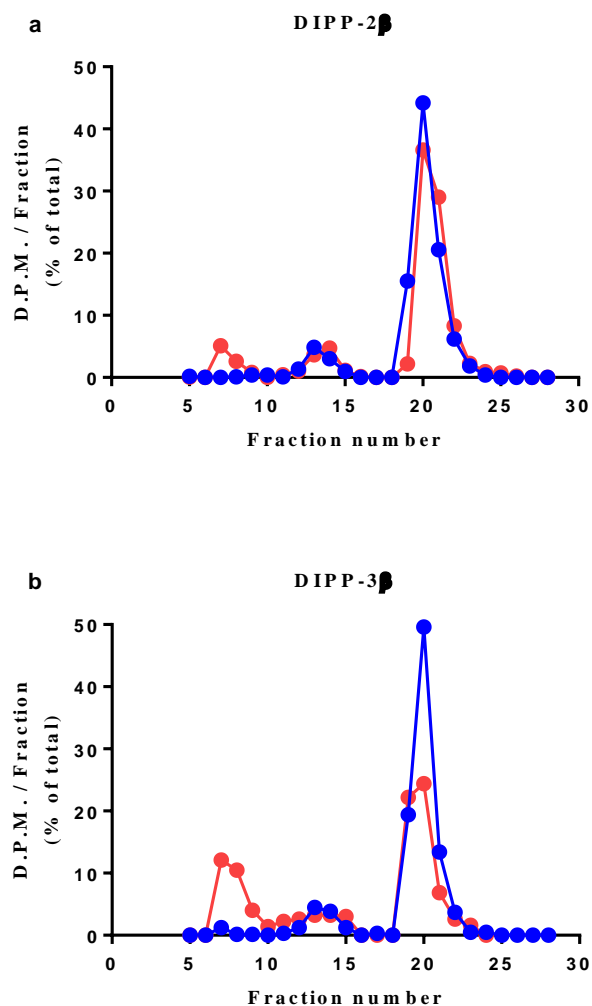 a
DIPP-2β
D.P.M. / Fraction
(% of total)
50
40
30
20
10
0
0 5 10 15 20 25 30
Fraction number
b
DIPP-3β
D.P.M. / Fraction
(% of total)
50
40
30
20
10
0
0 5 10 15 20 25 30
Fraction number